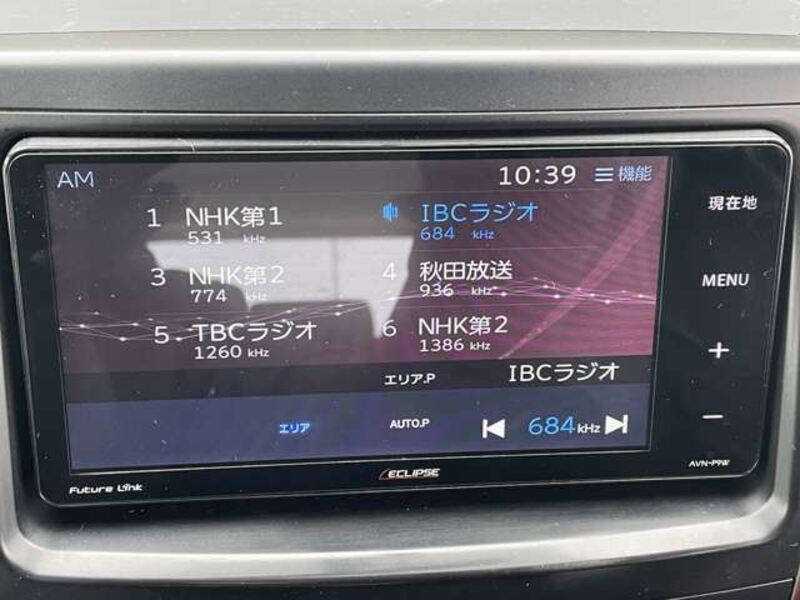 AM
10:39
機能
1 NHK第1
531 kHz
IBCラジオ
684 kHz
3 NHK第2
774 kHz
4 秋田放送
936 kHz
5 TBCラジオ
1260 kHz
6 NHK第2
1386 kHz
エリア.P
IBCラジオ
エリア
AUTO.P
684kHz
現在地
MENU
+
−
AVN-P9W
Future Link
ECLIPSE